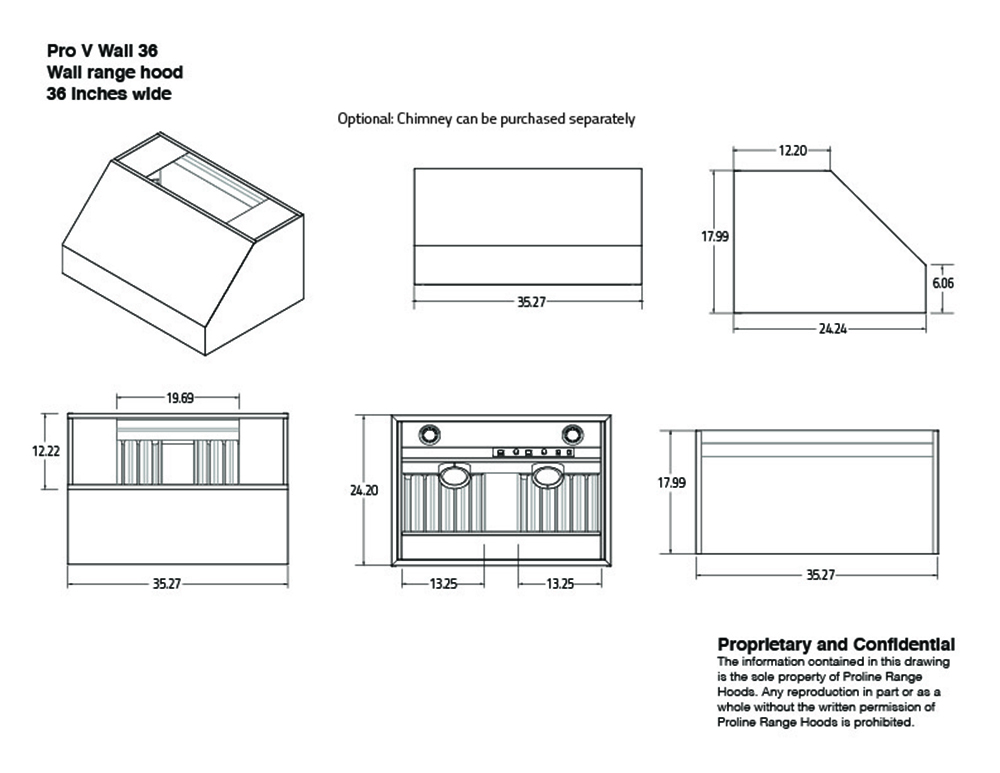 Pro V Wall 36
Wall range hood
36 inches wide
Optional: Chimney can be purchased separately
12.20
17.99
6.06
35.27
24.24
19.69
12.22
24.20
17.99
35.27
13.25
13.25
35.27
Proprietary and Confidential
The information contained in this drawing
is the sole property of Proline Range
Hoods. Any reproduction in part or as a
whole without the written permission of
Proline Range Hoods is prohibited.